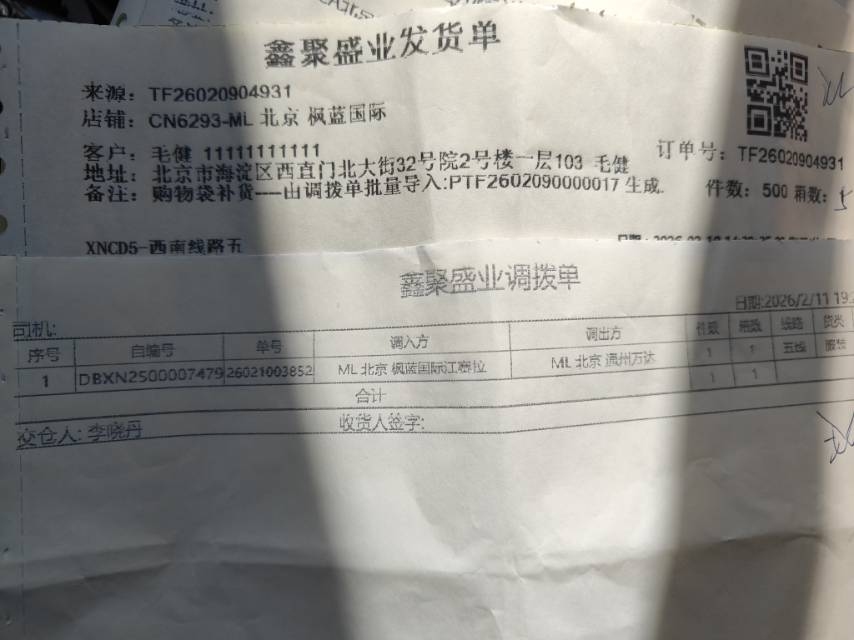 鑫聚盛业发货单
来源: TF26020904931
店铺: CN6293-ML 北京 枫蓝国际
客户: 毛健 11111111111
订单号: TF26020904931
地址: 北京市海淀区西直门北大街32号院2号楼一层103 毛健
备注: 购物袋补货----由调拨单批量导入:PTF2602090000017 生成.
件数: 500 箱数: 5
XNCD5-西南线路五
鑫聚盛业调拨单
日期:2026/2/11 19:
司机:
序号 自编号 单号 调入方 调出方 件数 箱数 线路 货类
1 DBXN2500007479 26021003852 ML 北京 枫蓝国际江赛拉 ML 北京 通州万达 1 1 五线 服装
合计 1 1
交仓人: 李晓丹 收货人签字: